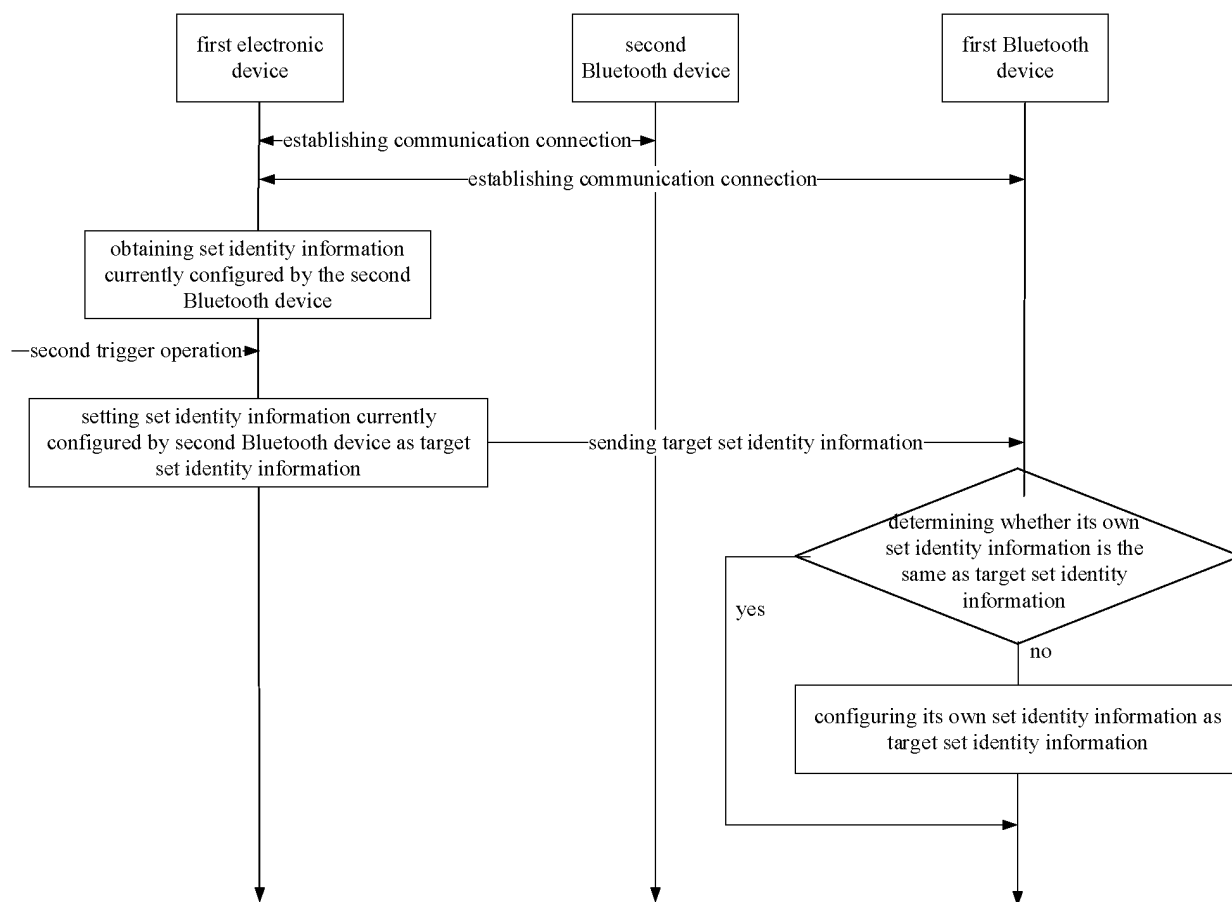 first electronic
device
second
Bluetooth device
first Bluetooth
device
establishing communication connection
establishing communication connection
obtaining set identity information
currently configured by the second
Bluetooth device
second trigger operation
setting set identity information currently
configured by second Bluetooth device as target
set identity information
sending target set identity information
determining whether its own
set identity information is the
same as target set identity
information
yes
no
configuring its own set identity information as
target set identity information